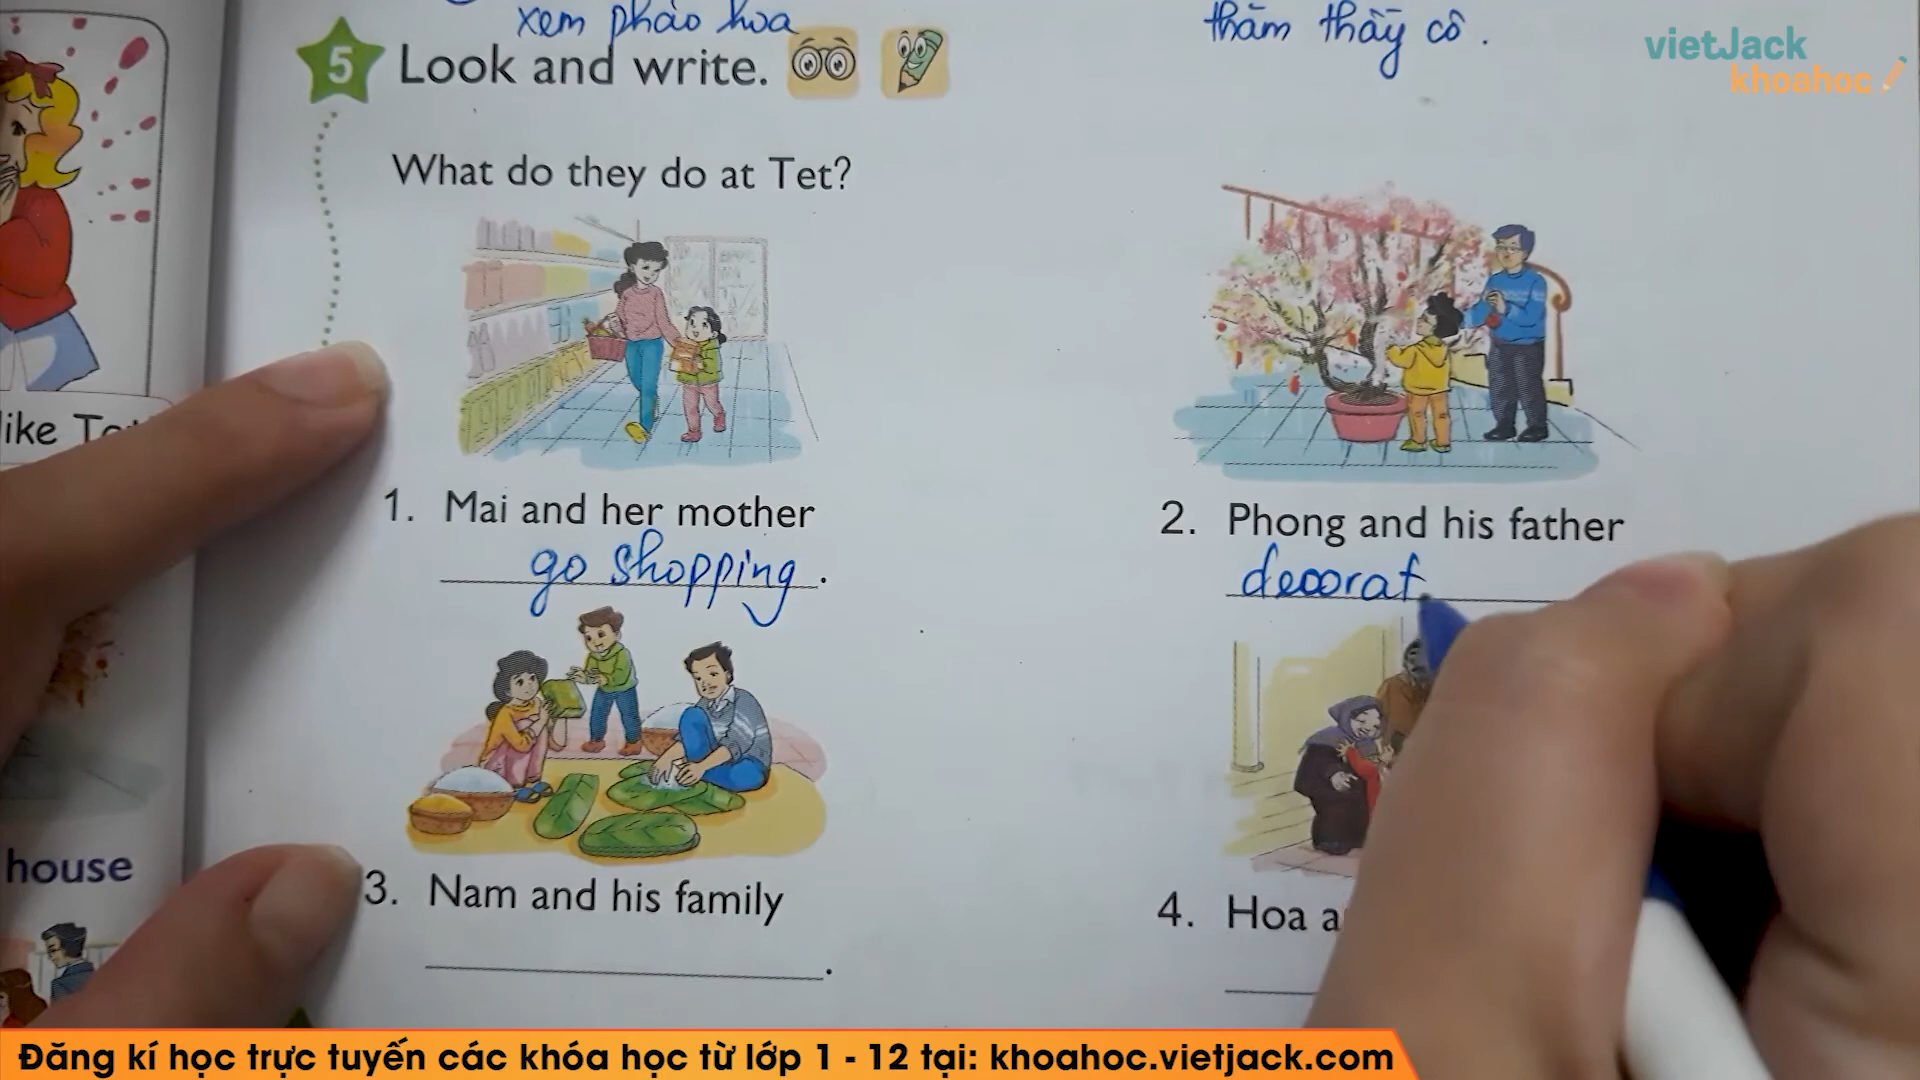 xem pháo hoa
thăm thầy cô.
vietJack
khoahoc
5 Look and write.
What do they do at Tet?
1. Mai and her mother
go shopping.
2. Phong and his father
decorat
like
house
3. Nam and his family
4. Hoa a
Đăng kí học trực tuyến các khóa học từ lớp 1 - 12 tại: khoahoc.vietjack.com